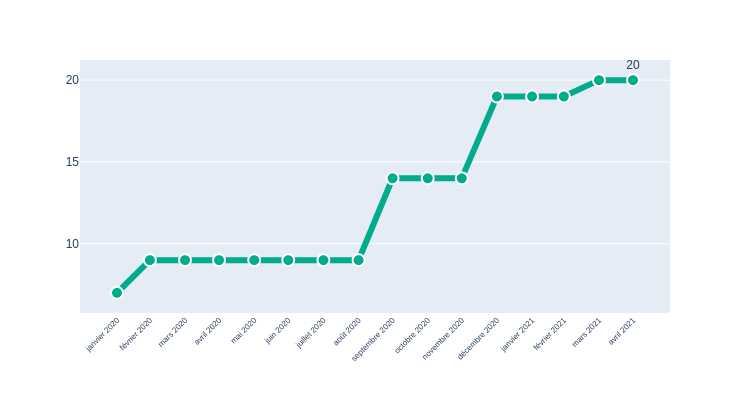 20
20
15
10
janvier 2020
février 2020
mars 2020
avril 2020
mai 2020
juin 2020
juillet 2020
août 2020
septembre 2020
octobre 2020
novembre 2020
décembre 2020
janvier 2021
février 2021
mars 2021
avril 2021